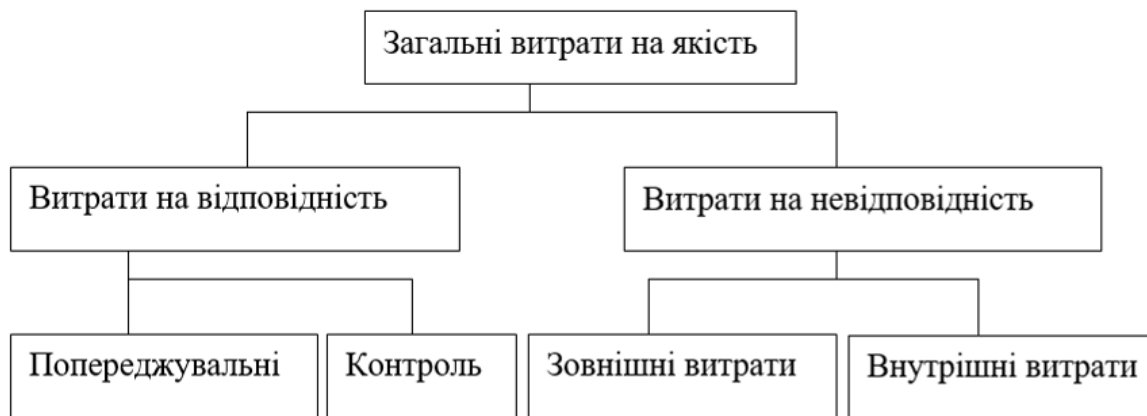 Загальні витрати на якість
Витрати на відповідність
Витрати на невідповідність
Попереджувальні
Контроль
Зовнішні витрати
Внутрішні витрати